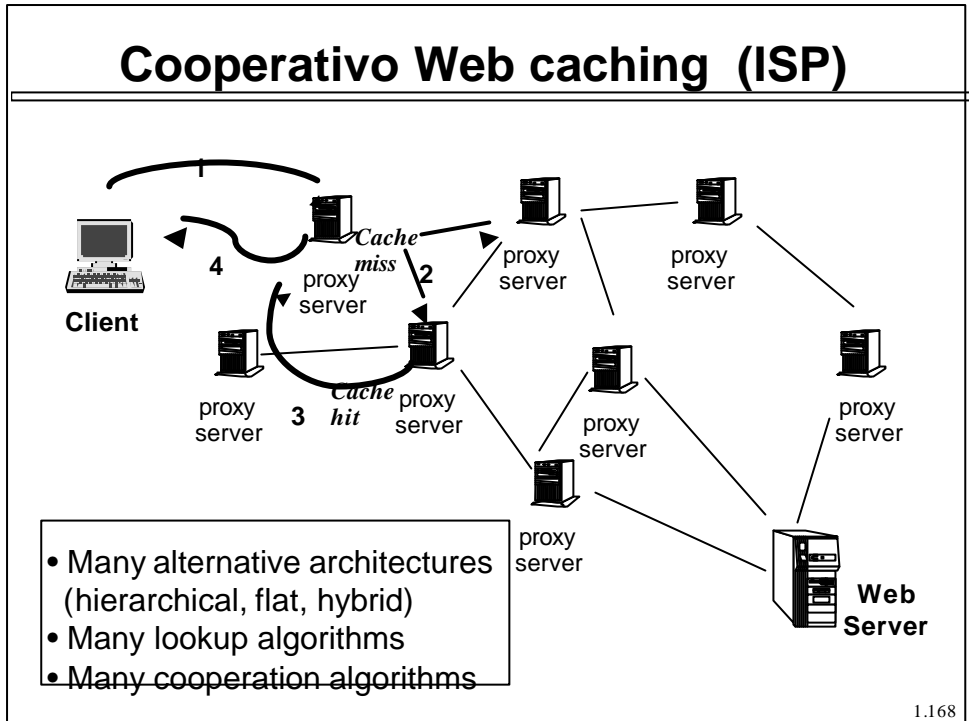 Cooperativo Web caching (ISP)
1
Cache
miss
2
4
proxy
server
proxy
server
proxy
server
Client
Cache
hit
3
proxy
server
proxy
server
proxy
server
proxy
server
proxy
server
• Many alternative architectures
(hierarchical, flat, hybrid)
• Many lookup algorithms
• Many cooperation algorithms
Web
Server
1.168